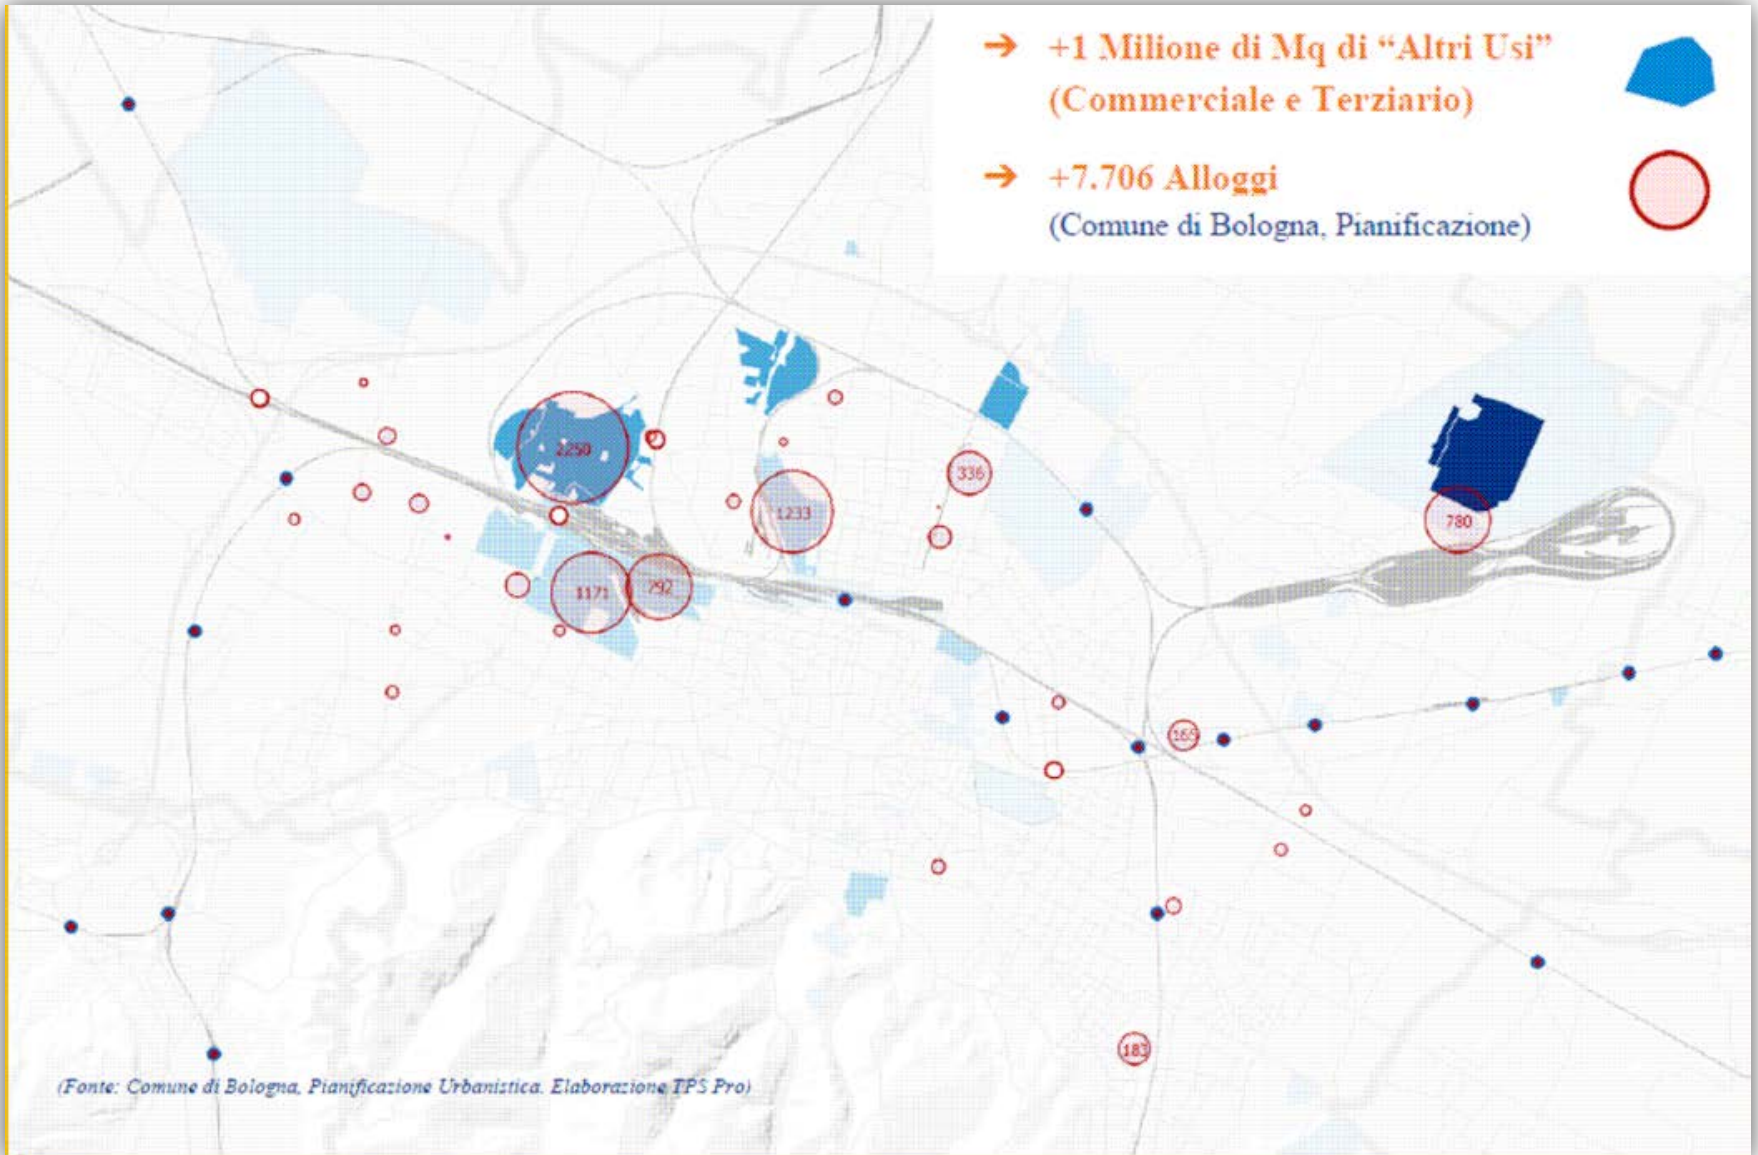 → +1 Milione di Mq di “Altri Usi”
(Commerciale e Terziario)
→ +7.706 Alloggi
(Comune di Bologna, Pianificazione)
2250
336
1233
780
1171
792
165
183
(Fonte: Comune di Bologna, Pianificazione Urbanistica. Elaborazione TPS Pro)